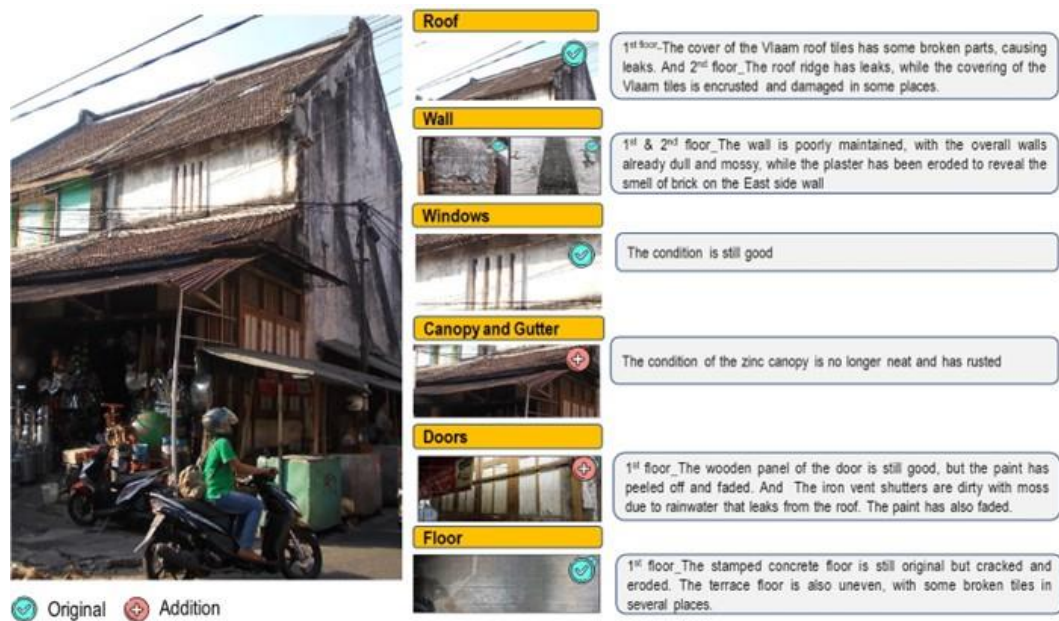 Roof
1st floor_The cover of the Vlaam roof tiles has some broken parts, causing
leaks. And 2nd floor_The roof ridge has leaks, while the covering of the
Vlaam tiles is encrusted and damaged in some places.
Wall
1st & 2nd floor_The wall is poorly maintained, with the overall walls
already dull and mossy, while the plaster has been eroded to reveal the
smell of brick on the East side wall
Windows
The condition is still good
Canopy and Gutter
The condition of the zinc canopy is no longer neat and has rusted
Doors
1st floor_The wooden panel of the door is still good, but the paint has
peeled off and faded. And The iron vent shutters are dirty with moss
due to rainwater that leaks from the roof. The paint has also faded.
Floor
1st floor_The stamped concrete floor is still original but cracked and
eroded. The terrace floor is also uneven, with some broken tiles in
several places.
Original
Addition